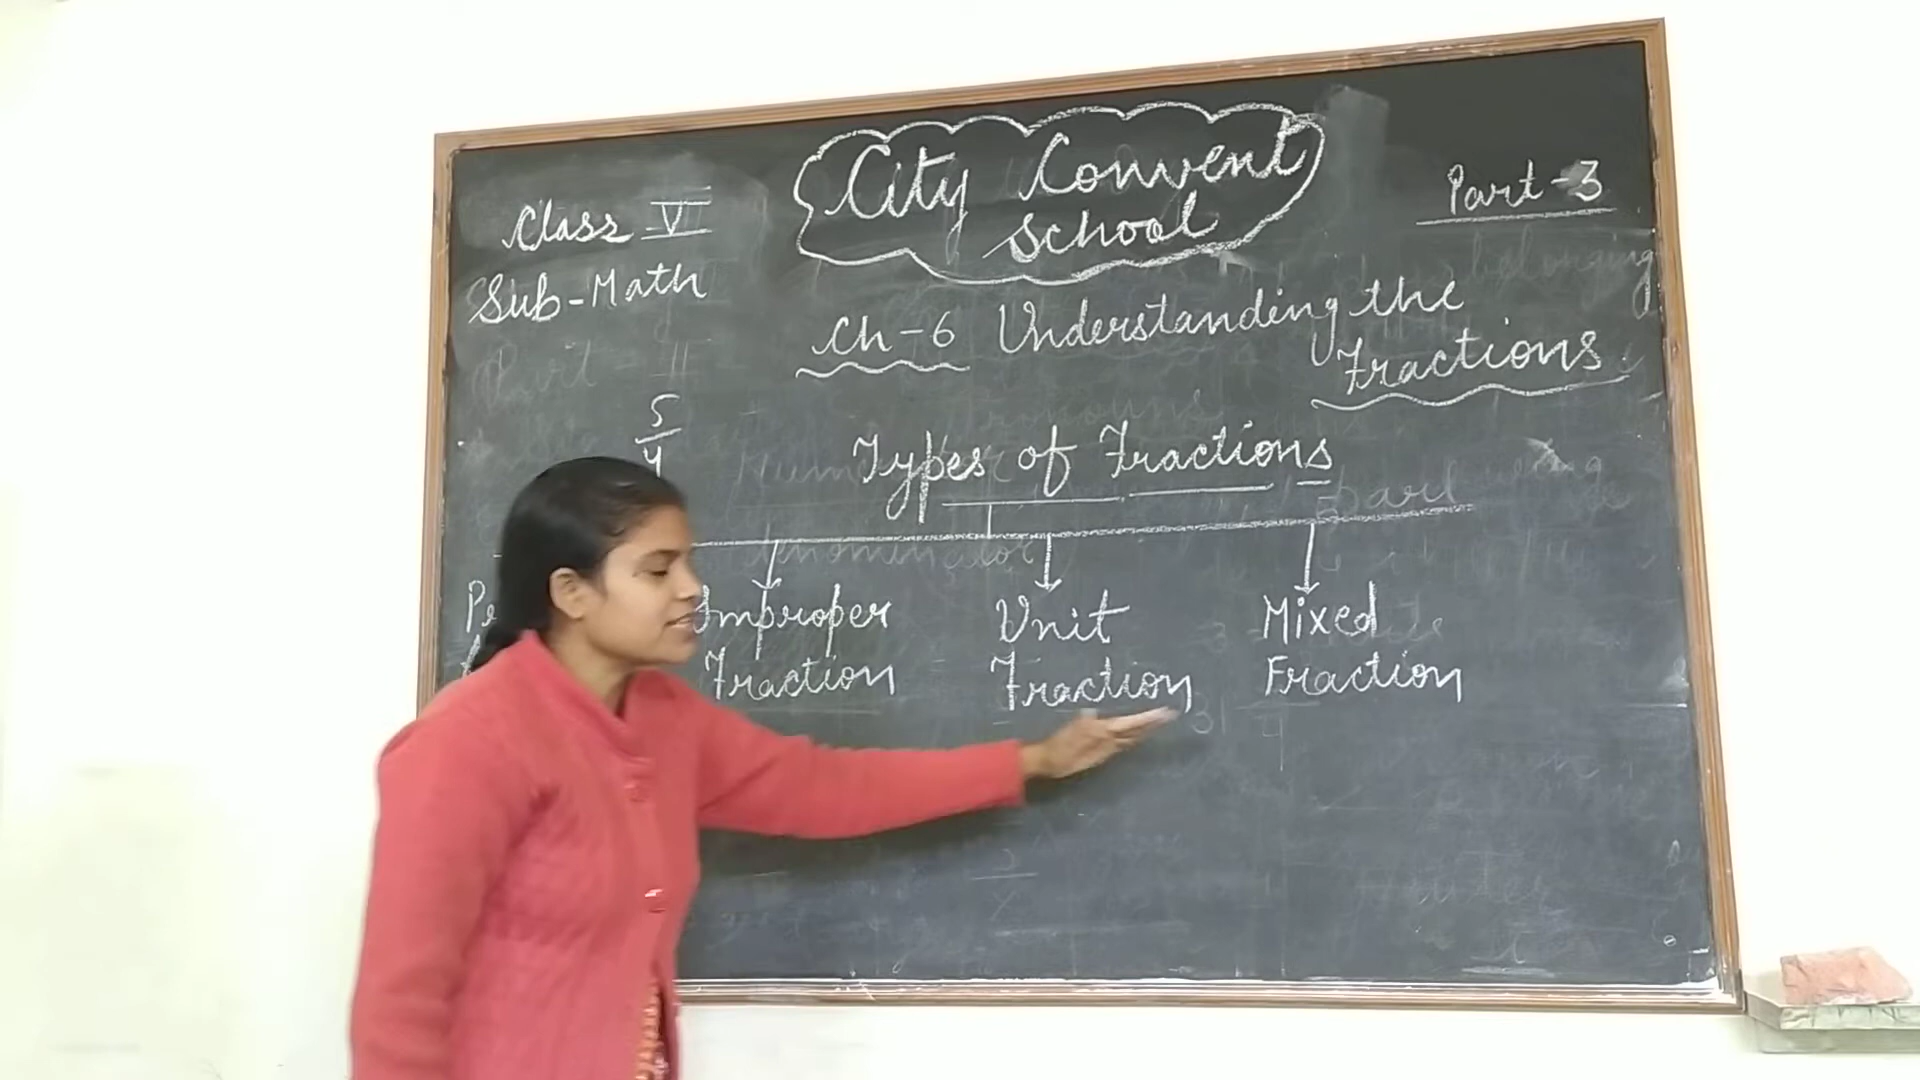 City Convent
School
Part-3
Class V
Sub-Math
Ch-6 Understanding the
Fractions
5
4
Types of Fractions
Improper
Fraction
Unit
Fraction
Mixed
Fraction